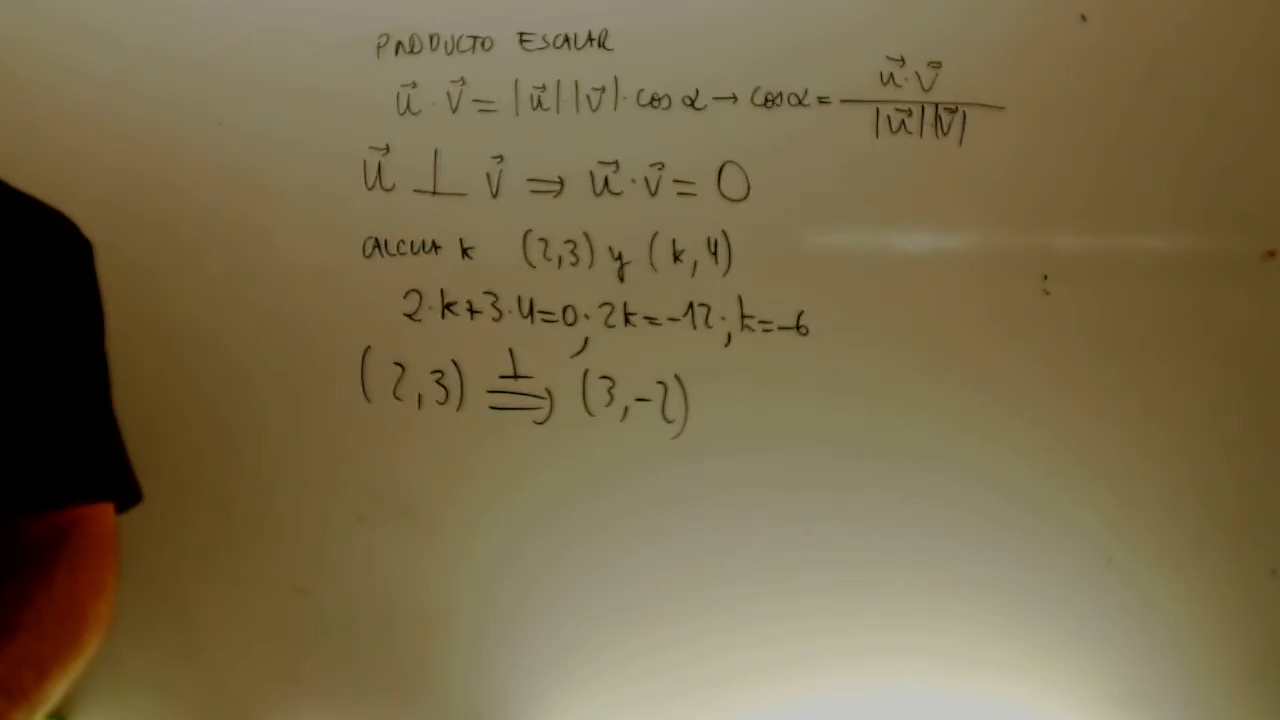 PRODUCTO ESCALAR
u⃗ · v⃗ = |u⃗| · |v⃗| · cos α → cos α = u⃗ · v⃗ / |u⃗| |v⃗|
u⃗ ⊥ v⃗ ⇒ u⃗ · v⃗ = 0
CALCULA k (2,3) y (k,4)
2·k+3·4=0; 2k=-12; k=-6
(2,3) ⊥⇒ (3,-2)